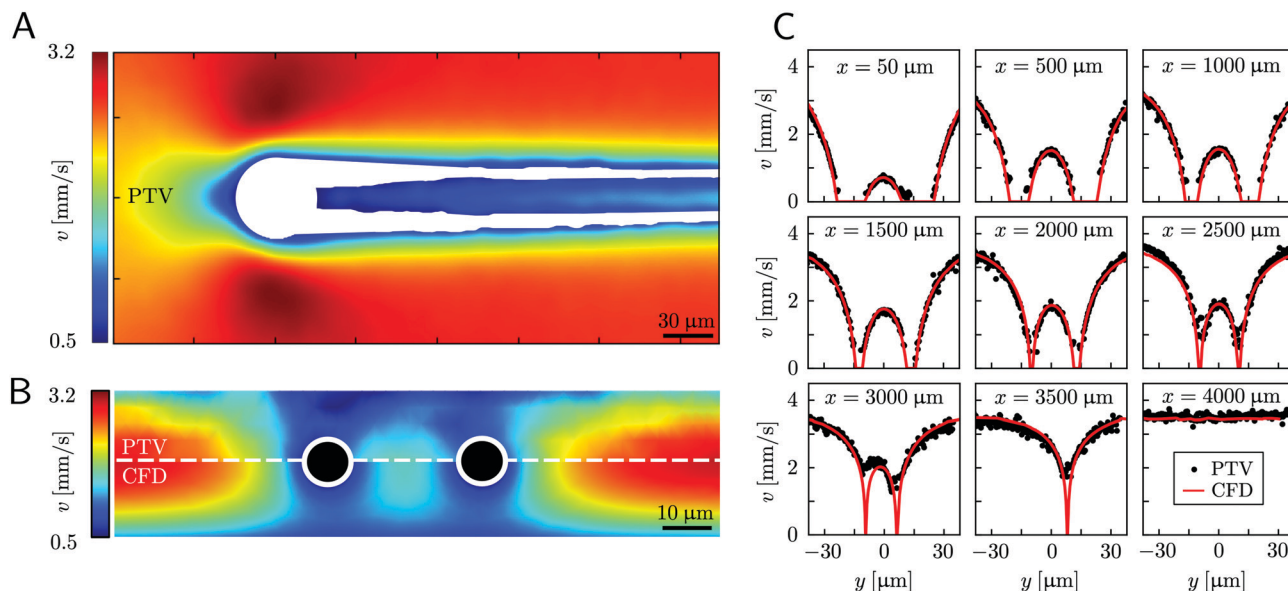 A
3.2
v [mm/s]
0.5
PTV
30 µm
B
3.2
v [mm/s]
0.5
PTV
CFD
10 µm
C
x = 50 µm
x = 500 µm
x = 1000 µm
4
2
0
v [mm/s]
x = 1500 µm
x = 2000 µm
x = 2500 µm
4
2
0
v [mm/s]
x = 3000 µm
x = 3500 µm
x = 4000 µm
4
2
0
v [mm/s]
PTV
CFD
−30 0 30
−30 0 30
−30 0 30
y [µm]
y [µm]
y [µm]